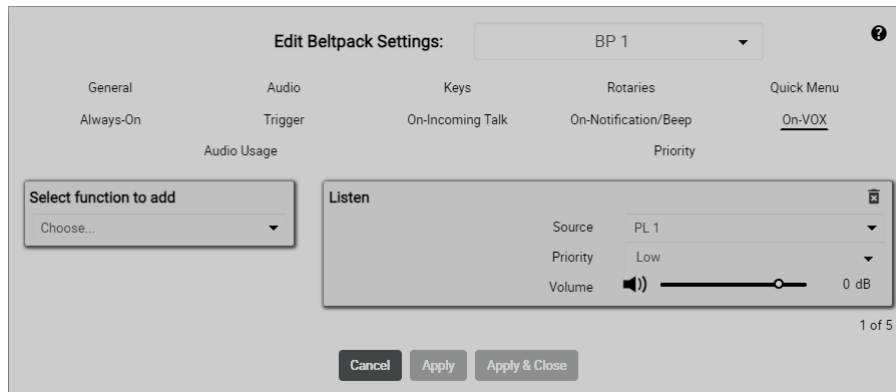 Edit Beltpack Settings: BP 1
General Audio Keys Rotaries Quick Menu
Always-On Trigger On-Incoming Talk On-Notification/Beep On-VOX
Audio Usage Priority
Select function to add
Choose...
Listen
Source PL 1
Priority Low
Volume 0 dB
1 of 5
Cancel Apply Apply & Close